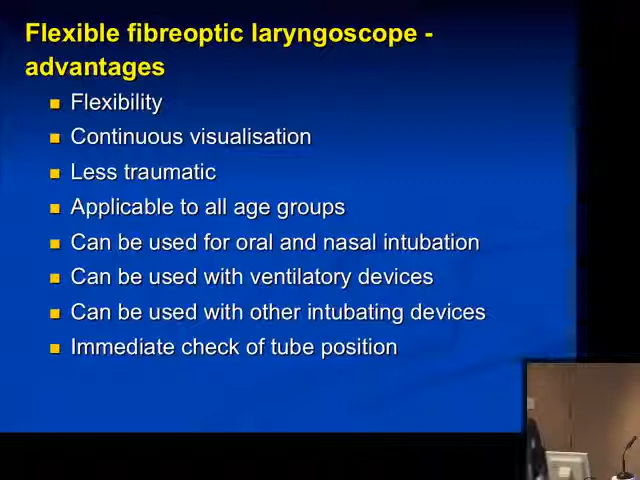 Flexible fibreoptic laryngoscope -
advantages
Flexibility
Continuous visualisation
Less traumatic
Applicable to all age groups
Can be used for oral and nasal intubation
Can be used with ventilatory devices
Can be used with other intubating devices
Immediate check of tube position